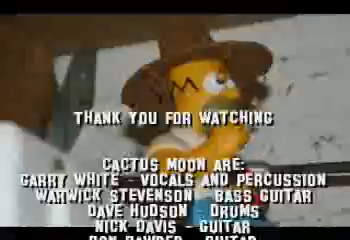 THANK YOU FOR WATCHING
CACTUS MOON ARE:
GARRY WHITE - VOCALS AND PERCUSSION
WARWICK STEVENSON BASS GUITAR
DAVE HUDSON DRUMS
NICK DAVIS - GUITAR